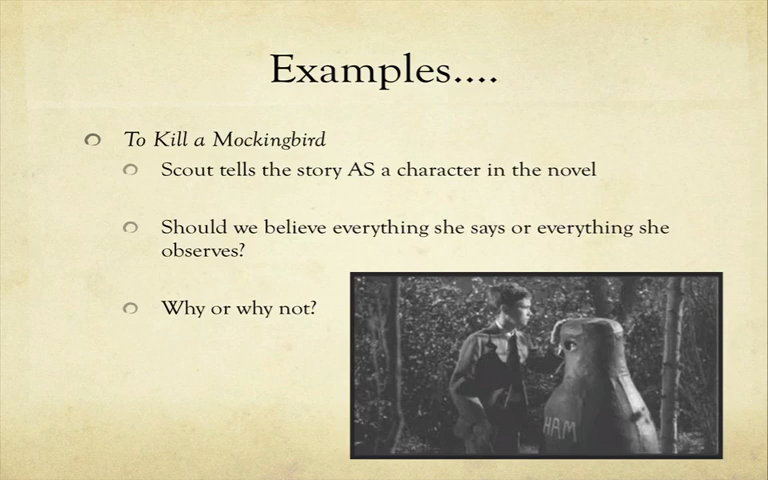 Examples....
To Kill a Mockingbird
Scout tells the story AS a character in the novel
Should we believe everything she says or everything she
observes?
Why or why not?
HAM